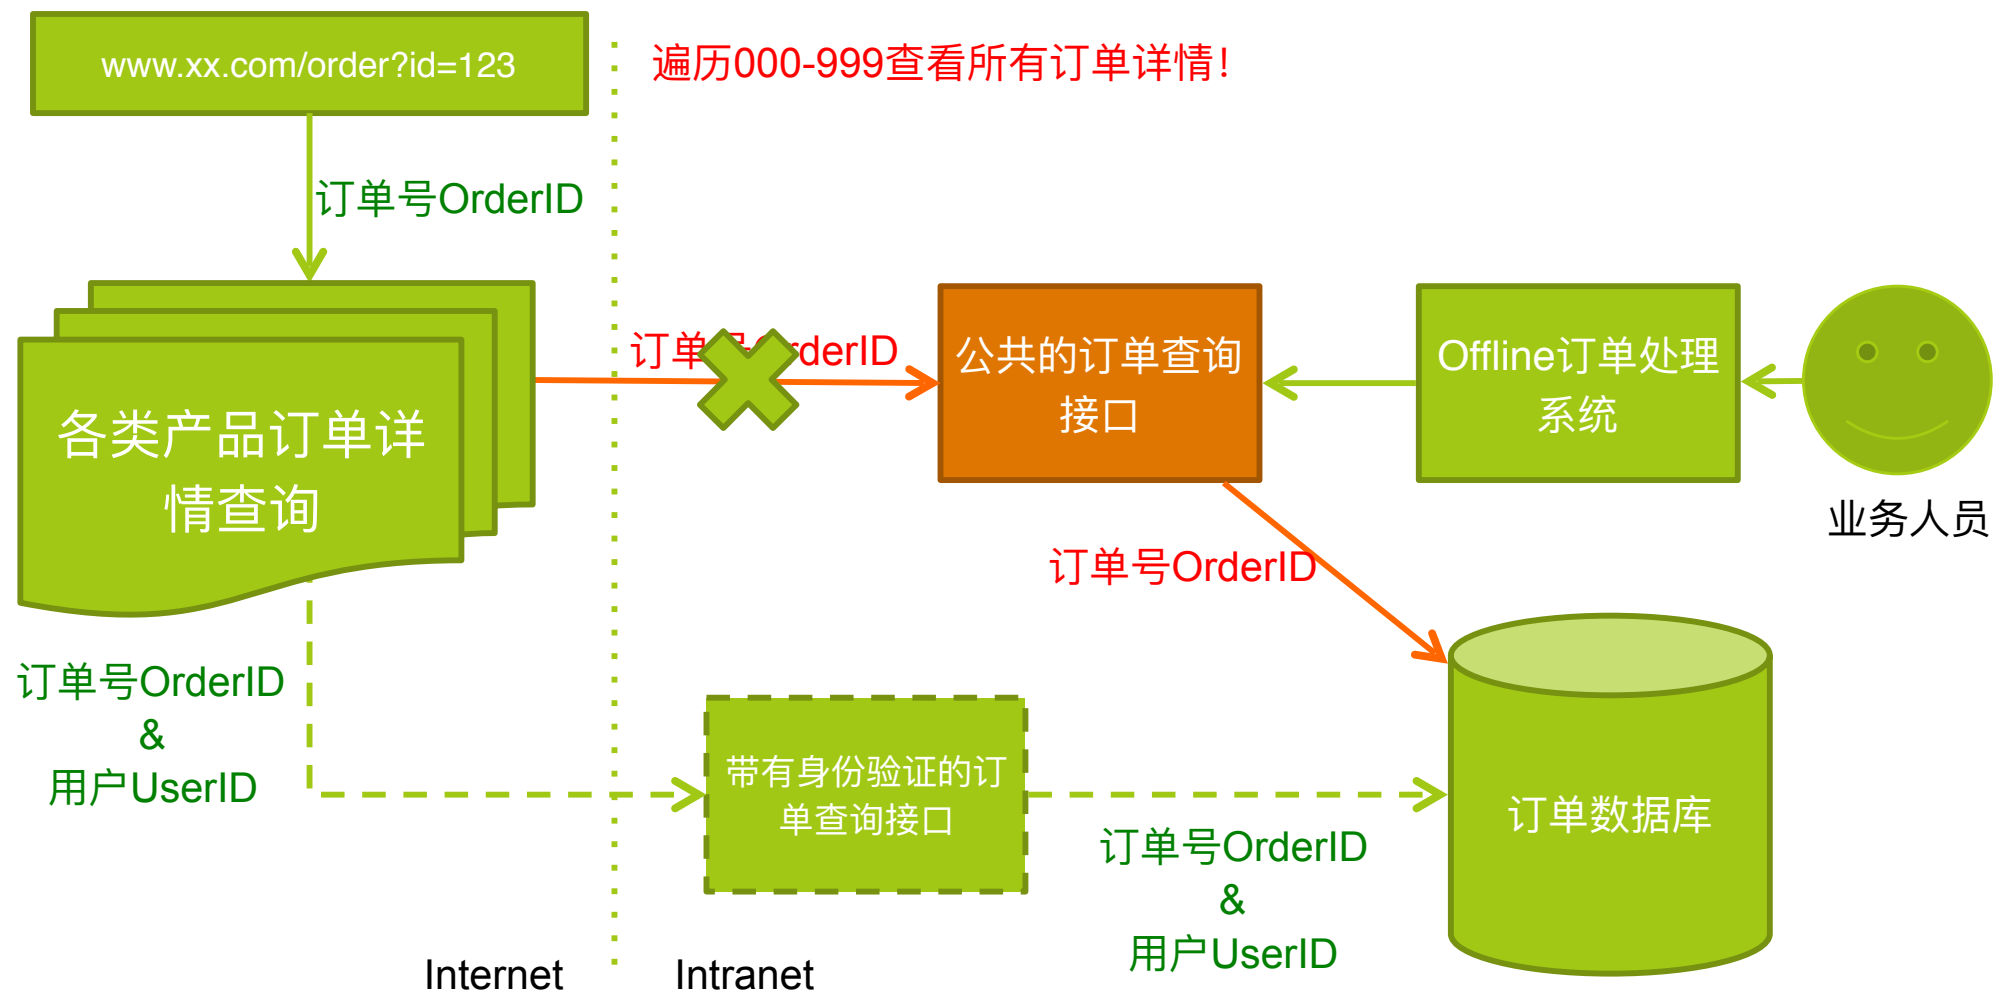 www.xx.com/order?id=123
遍历000-999查看所有订单详情！
订单号OrderID
订单号OrderID
各类产品订单详
情查询
公共的订单查询
接口
Offline订单处理
系统
业务人员
订单号OrderID
订单号OrderID
&
用户UserID
带有身份验证的订
单查询接口
订单号OrderID
&
用户UserID
订单数据库
Internet
Intranet